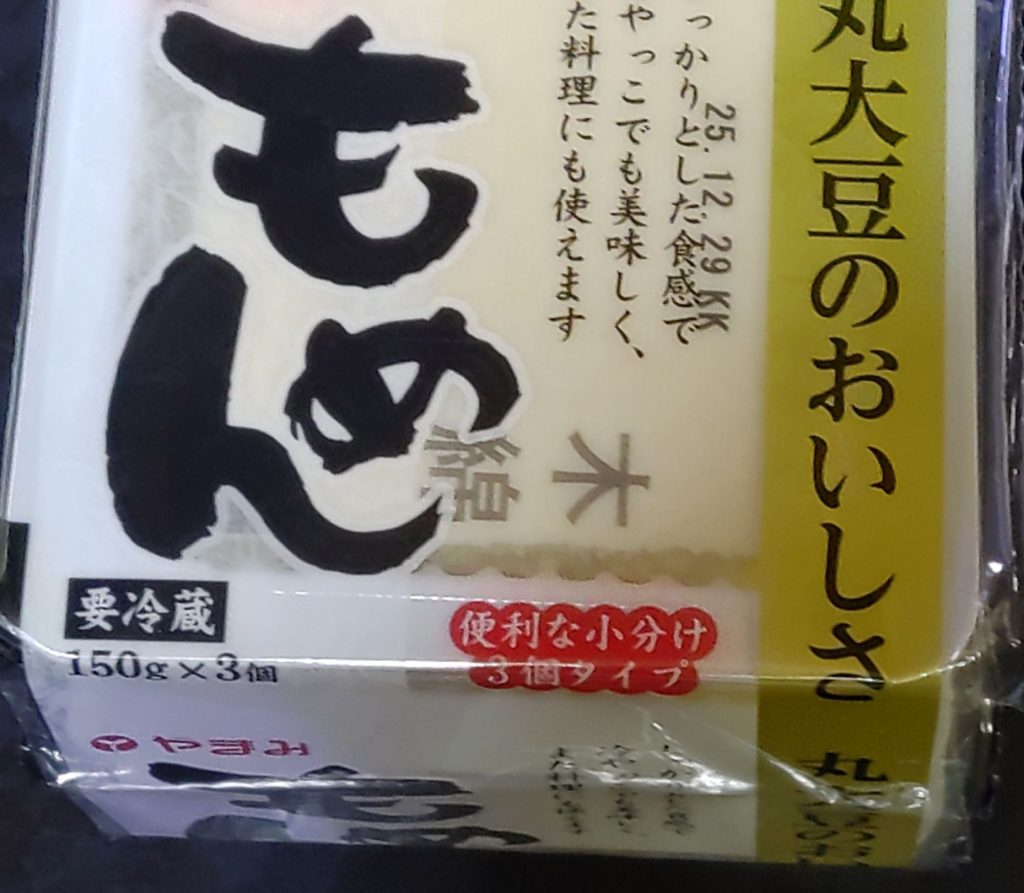 丸大豆のおいしさ
っかりとした食感で
やっこでも美味しく、
た料理にも使えます
25.12.29 KK
もめん
木綿
要冷蔵
150g×3個
便利な小分け
3個タイプ
ヤマミ